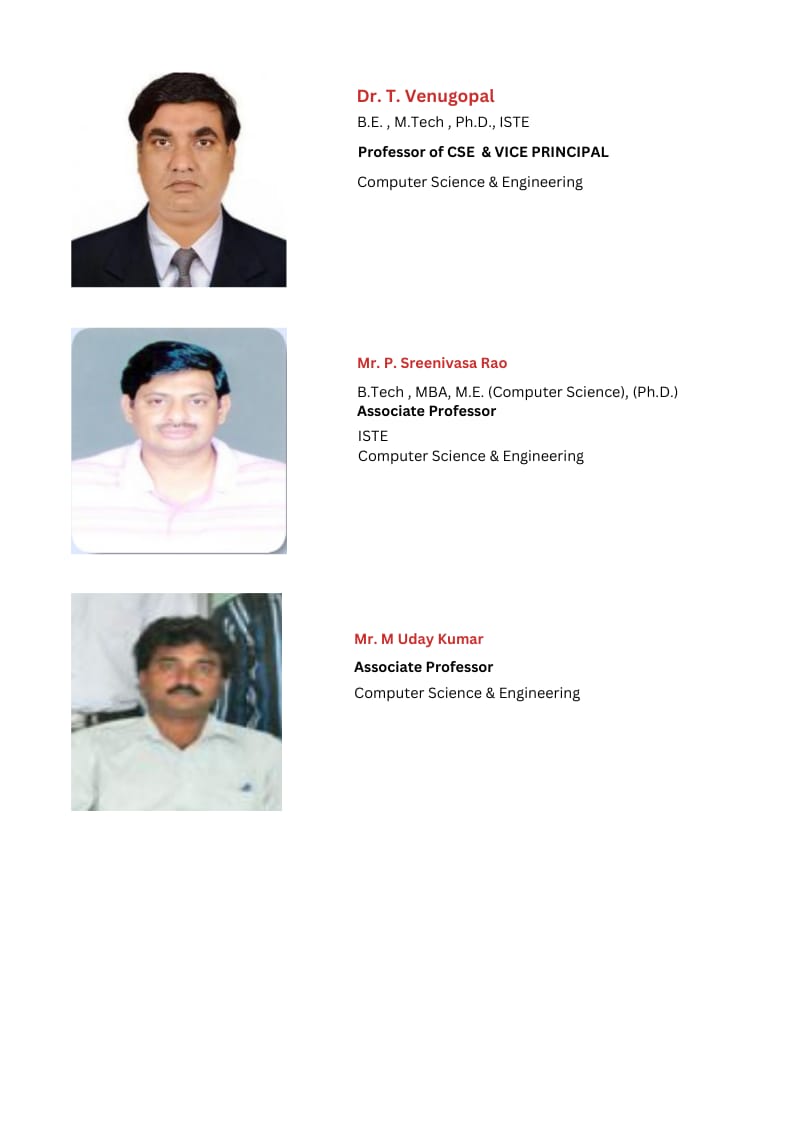 Dr. T. Venugopal
B.E. , M.Tech , Ph.D., ISTE
Professor of CSE & VICE PRINCIPAL
Computer Science & Engineering
Mr. P. Sreenivasa Rao
B.Tech , MBA, M.E. (Computer Science), (Ph.D.)
Associate Professor
ISTE
Computer Science & Engineering
Mr. M Uday Kumar
Associate Professor
Computer Science & Engineering